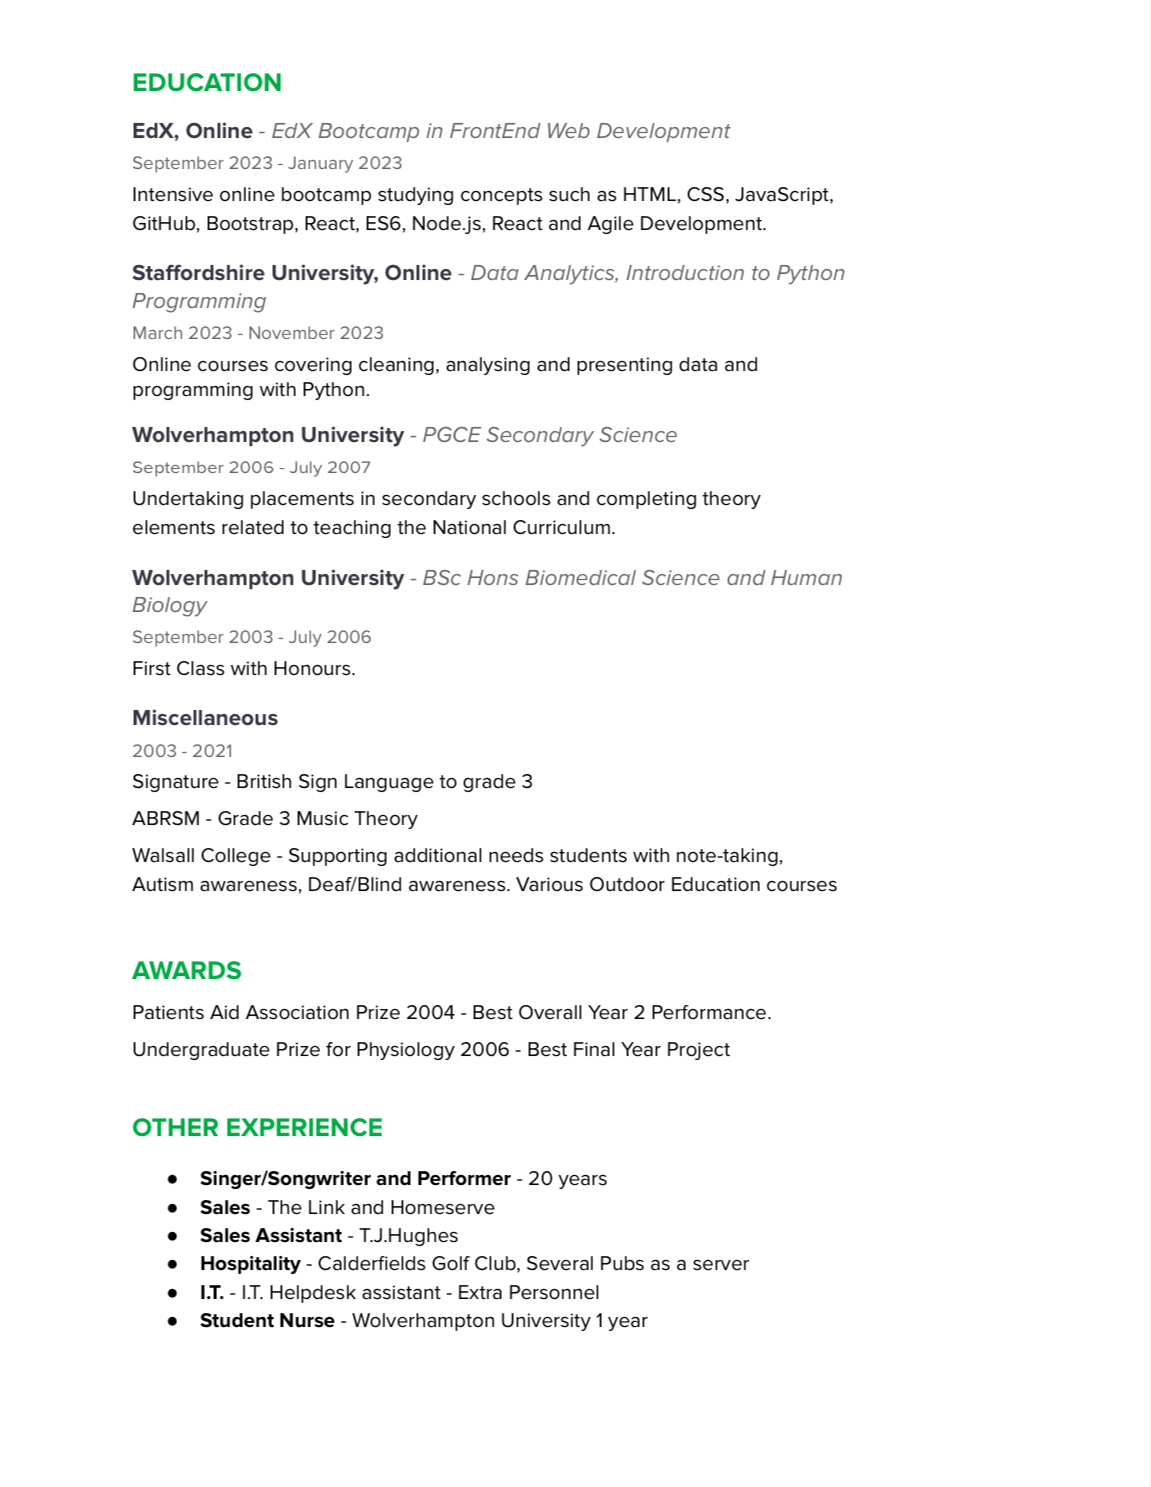 EDUCATION
EdX, Online - EdX Bootcamp in FrontEnd Web Development
September 2023 - January 2023
Intensive online bootcamp studying concepts such as HTML, CSS, JavaScript,
GitHub, Bootstrap, React, ES6, Node.js, React and Agile Development.
Staffordshire University, Online - Data Analytics, Introduction to Python
Programming
March 2023 - November 2023
Online courses covering cleaning, analysing and presenting data and
programming with Python.
Wolverhampton University - PGCE Secondary Science
September 2006 - July 2007
Undertaking placements in secondary schools and completing theory
elements related to teaching the National Curriculum.
Wolverhampton University - BSc Hons Biomedical Science and Human
Biology
September 2003 - July 2006
First Class with Honours.
Miscellaneous
2003 - 2021
Signature - British Sign Language to grade 3
ABRSM - Grade 3 Music Theory
Walsall College - Supporting additional needs students with note-taking,
Autism awareness, Deaf/Blind awareness. Various Outdoor Education courses
AWARDS
Patients Aid Association Prize 2004 - Best Overall Year 2 Performance.
Undergraduate Prize for Physiology 2006 - Best Final Year Project
OTHER EXPERIENCE
● Singer/Songwriter and Performer - 20 years
● Sales - The Link and Homeserve
● Sales Assistant - T.J.Hughes
● Hospitality - Calderfields Golf Club, Several Pubs as a server
● I.T. - I.T. Helpdesk assistant - Extra Personnel
● Student Nurse - Wolverhampton University 1 year